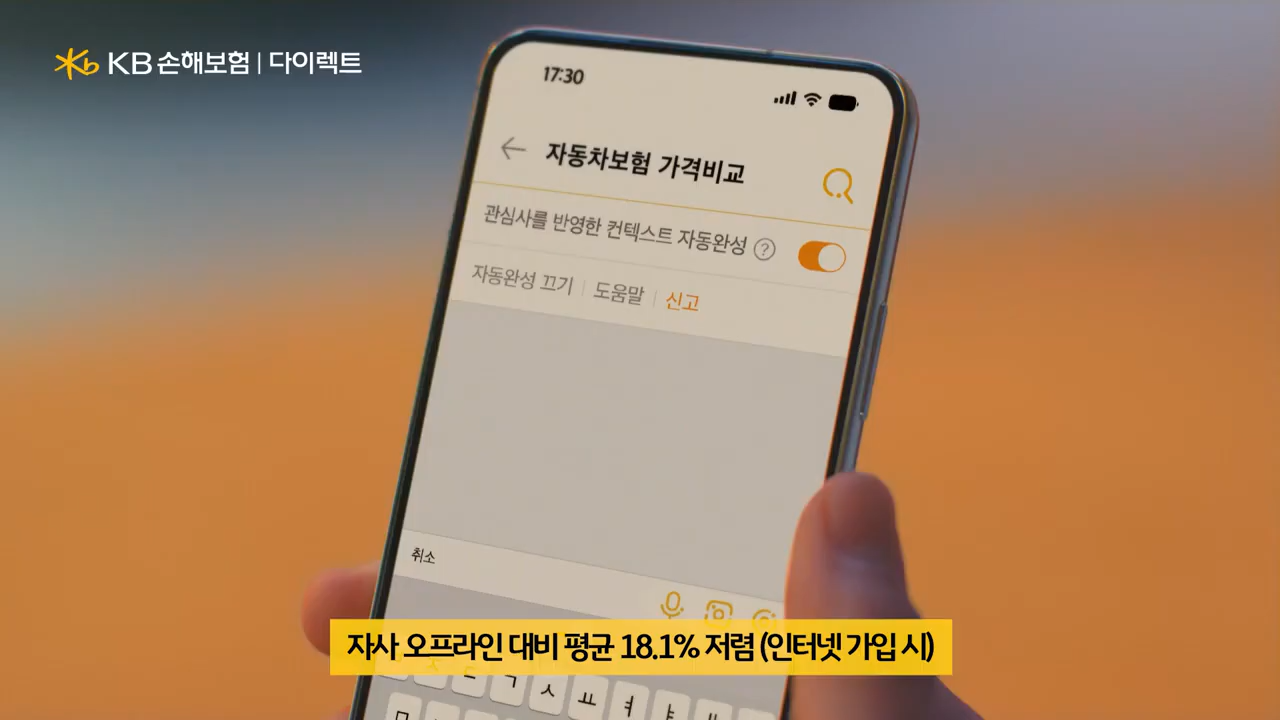 KB 손해보험 | 다이렉트
17:30
자동차보험 가격비교
관심사를 반영한 컨텍스트 자동완성 ?
자동완성 끄기 | 도움말 | 신고
취소
자사 오프라인 대비 평균 18.1% 저렴 (인터넷 가입 시)
ㄱ ㅅ ㅛ ㅕ ㅑ
ㅁ